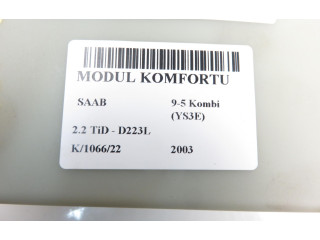 MODUL KOMFORTU
SAAB 9-5 Kombi
(YS3E)
2.2 TiD - D223L
K/1066/22 2003